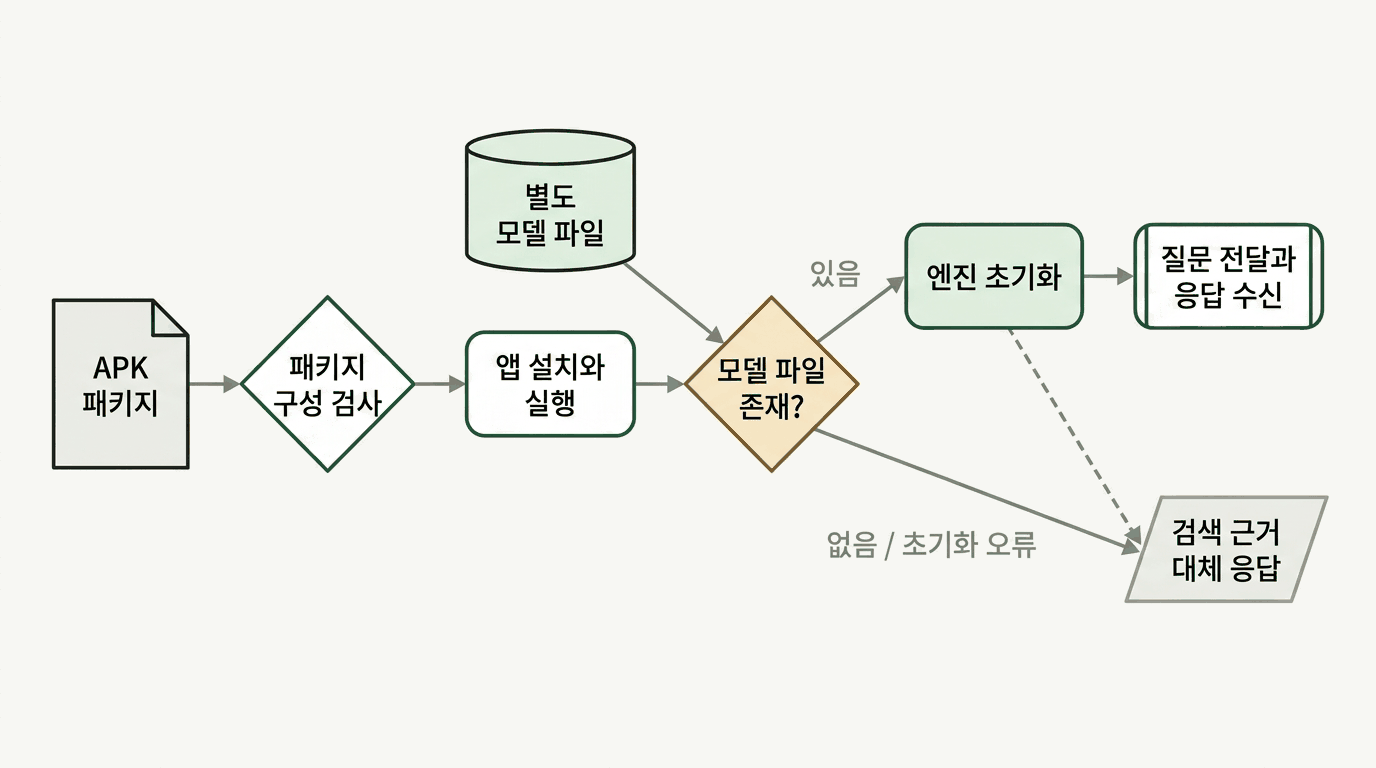 APK
패키지
패키지
구성 검사
별도
모델 파일
앱 설치와
실행
모델 파일
존재?
있음
엔진 초기화
질문 전달과
응답 수신
없음 / 초기화 오류
검색 근거
대체 응답